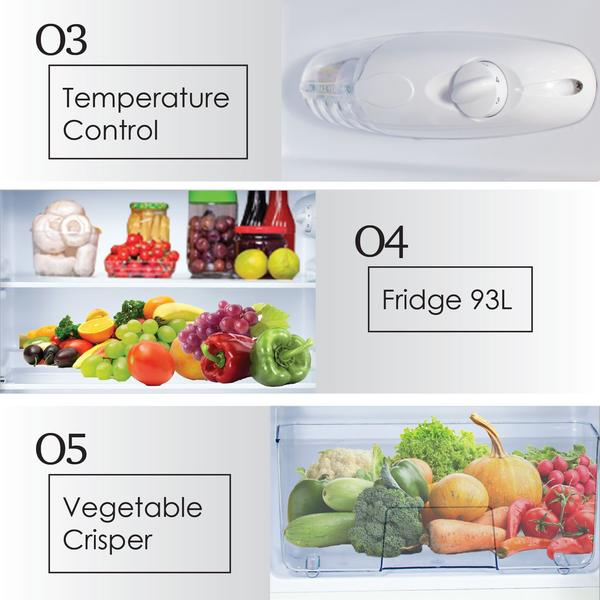 03
Temperature
Control
04
Fridge 93L
05
Vegetable
Crisper